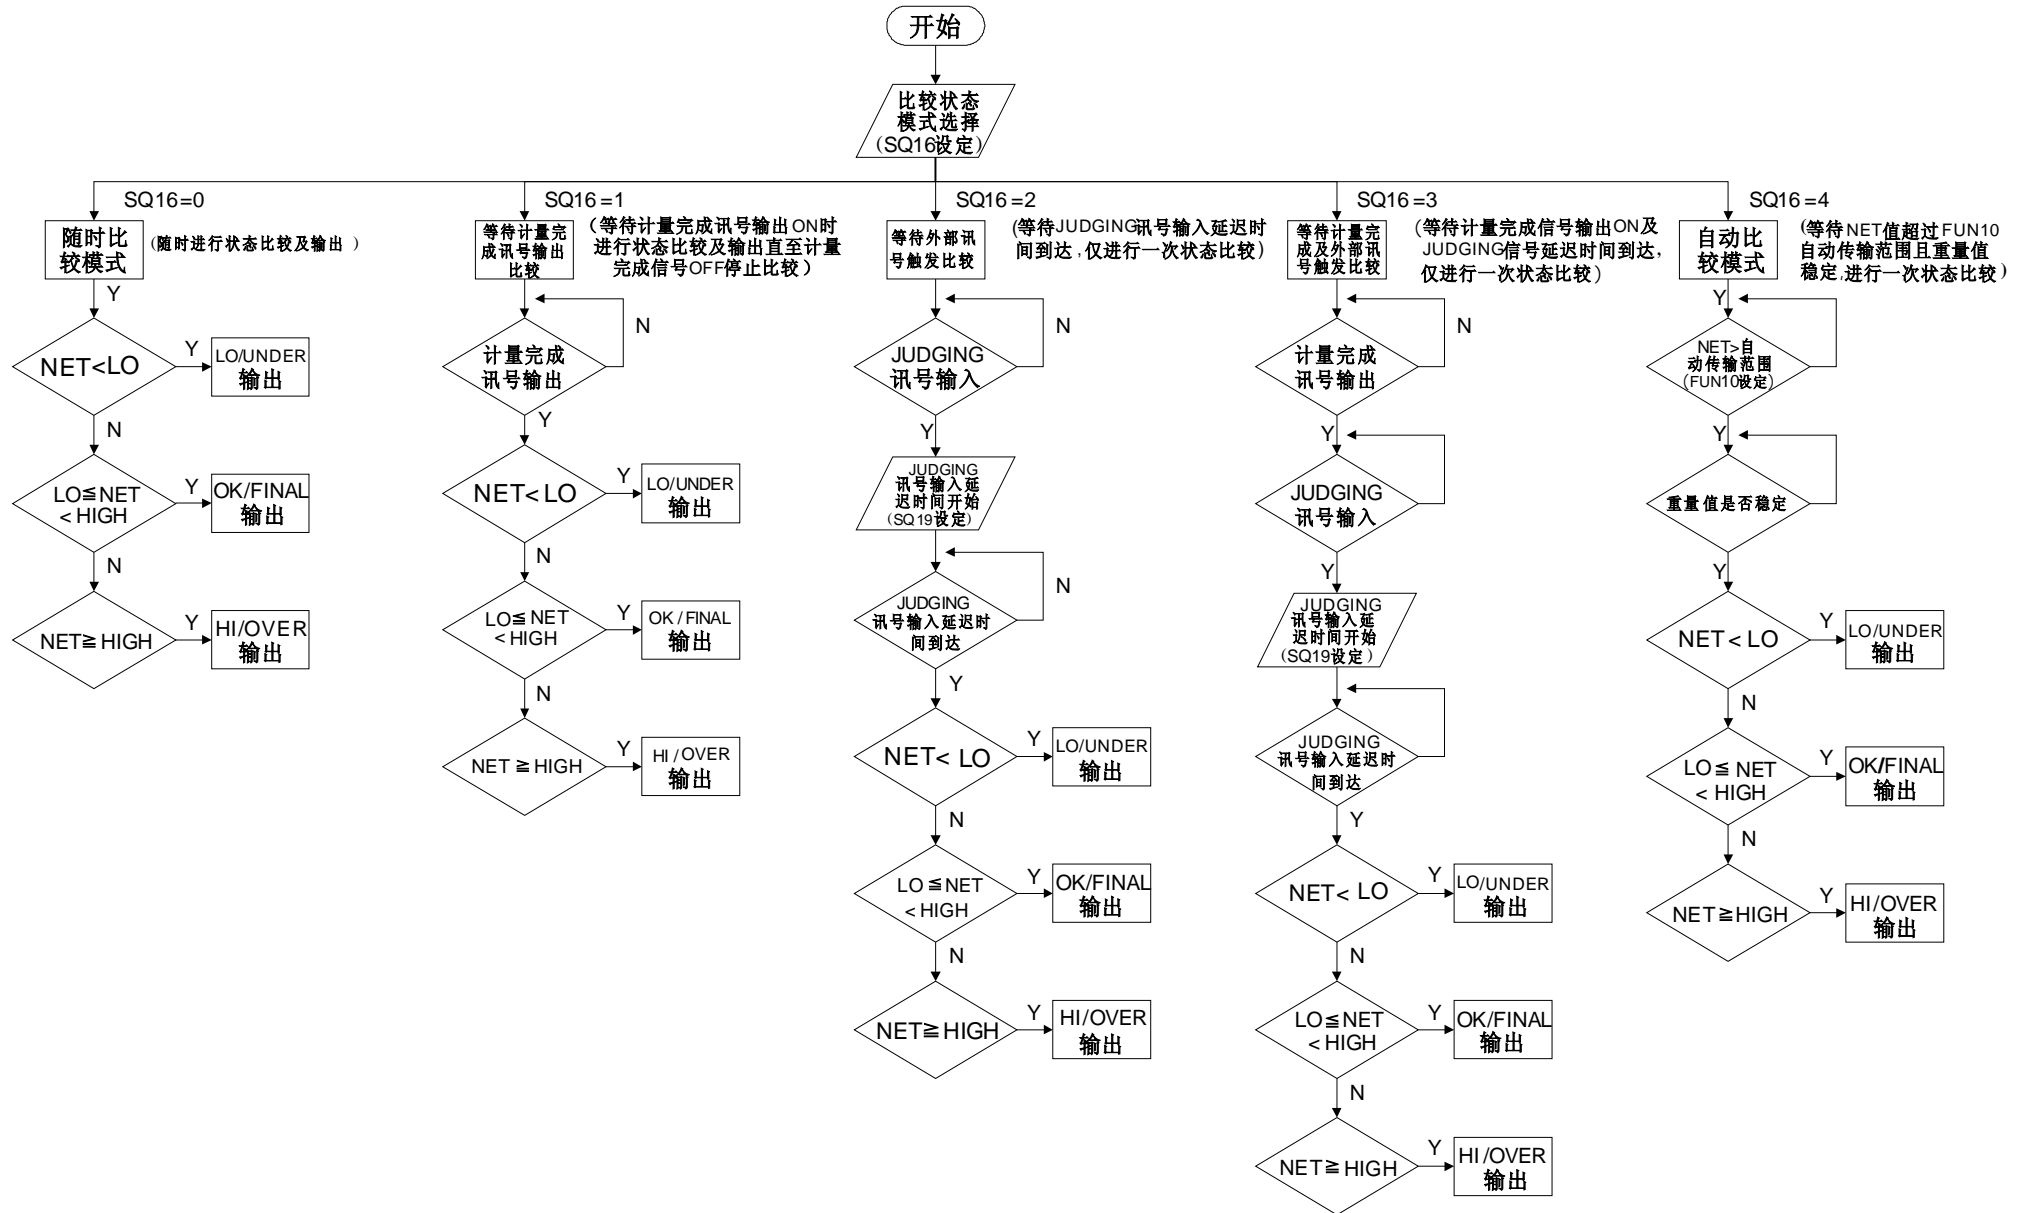 开始
比较状态
模式选择
(SQ16设定)
SQ16=0
随时比
较模式
(随时进行状态比较及输出 )
Y
NET<LO
Y
LO/UNDER
输出
N
LO≦NET
<HIGH
Y
OK/FINAL
输出
N
NET≧HIGH
Y
HI/OVER
输出
SQ16=1
等待计量完
成讯号输出
比较
(等待计量完成讯号输出ON时
进行状态比较及输出直至计量
完成信号OFF停止比较)
N
计量完成
讯号输出
Y
NET<LO
Y
LO/UNDER
输出
N
LO≦NET
<HIGH
Y
OK/FINAL
输出
N
NET≧HIGH
Y
HI/OVER
输出
SQ16=2
等待外部讯
号触发比较
(等待JUDGING讯号输入延迟时
间到达,仅进行一次状态比较)
N
JUDGING
讯号输入
Y
JUDGING
讯号输入延
迟时间开始
(SQ19设定)
N
JUDGING
讯号输入延迟时
间到达
Y
NET<LO
Y
LO/UNDER
输出
N
LO≦NET
<HIGH
Y
OK/FINAL
输出
N
NET≧HIGH
Y
HI/OVER
输出
SQ16=3
等待计量完
成及外部讯
号触发比较
(等待计量完成信号输出ON及
JUDGING信号延迟时间到达,
仅进行一次状态比较)
N
计量完成
讯号输出
Y
JUDGING
讯号输入
Y
JUDGING
讯号输入延
迟时间开始
(SQ19设定)
JUDGING
讯号输入延迟时
间到达
Y
NET<LO
Y
LO/UNDER
输出
N
LO≦NET
<HIGH
Y
OK/FINAL
输出
N
NET≧HIGH
Y
HI/OVER
输出
SQ16=4
自动比
较模式
(等待NET值超过FUN10
自动传输范围且重量值
稳定,进行一次状态比较)
Y
NET>自
动传输范围
(FUN10设定)
Y
重量值是否稳定
Y
NET<LO
Y
LO/UNDER
输出
N
LO≦NET
<HIGH
Y
OK/FINAL
输出
N
NET≧HIGH
Y
HI/OVER
输出